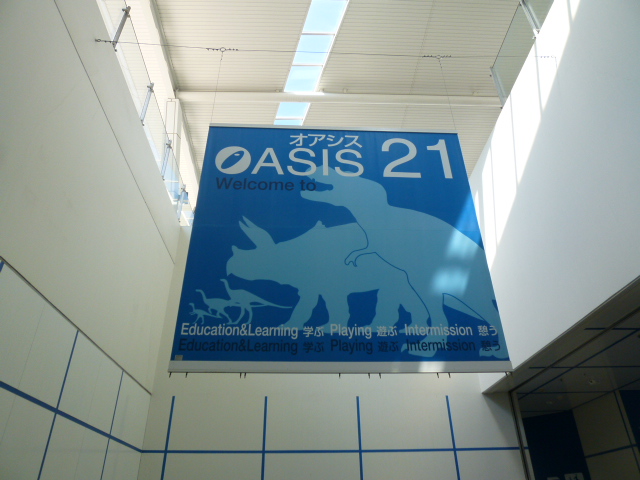 オアシス
OASIS 21
Welcome to
Education&Learning 学ぶ Playing 遊ぶ Intermission 憩う
Education&Learning 学ぶ Playing 遊ぶ Intermission 憩う